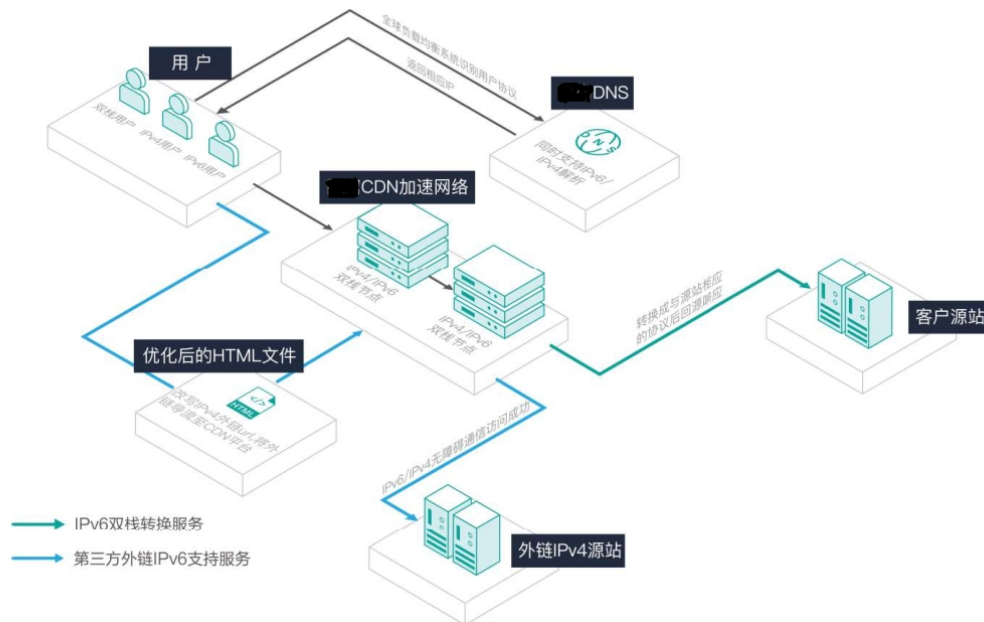 全球负载均衡系统识别用户协议
返回相应IP
用 户
双栈用户 IPv4用户 IPv6用户
DNS
同时支持IPv6/
IPv4解析
CDN加速网络
IPv4/IPv6
双栈节点
IPv4/IPv6
双栈节点
转换成与源站相应
的协议后回源响应
客户源站
优化后的HTML文件
HTML
改写IPv4外链url,将外
链导流至CDN平台
IPv6/IPv4无障碍通信访问成功
外链IPv4源站
IPv6双栈转换服务
第三方外链IPv6支持服务